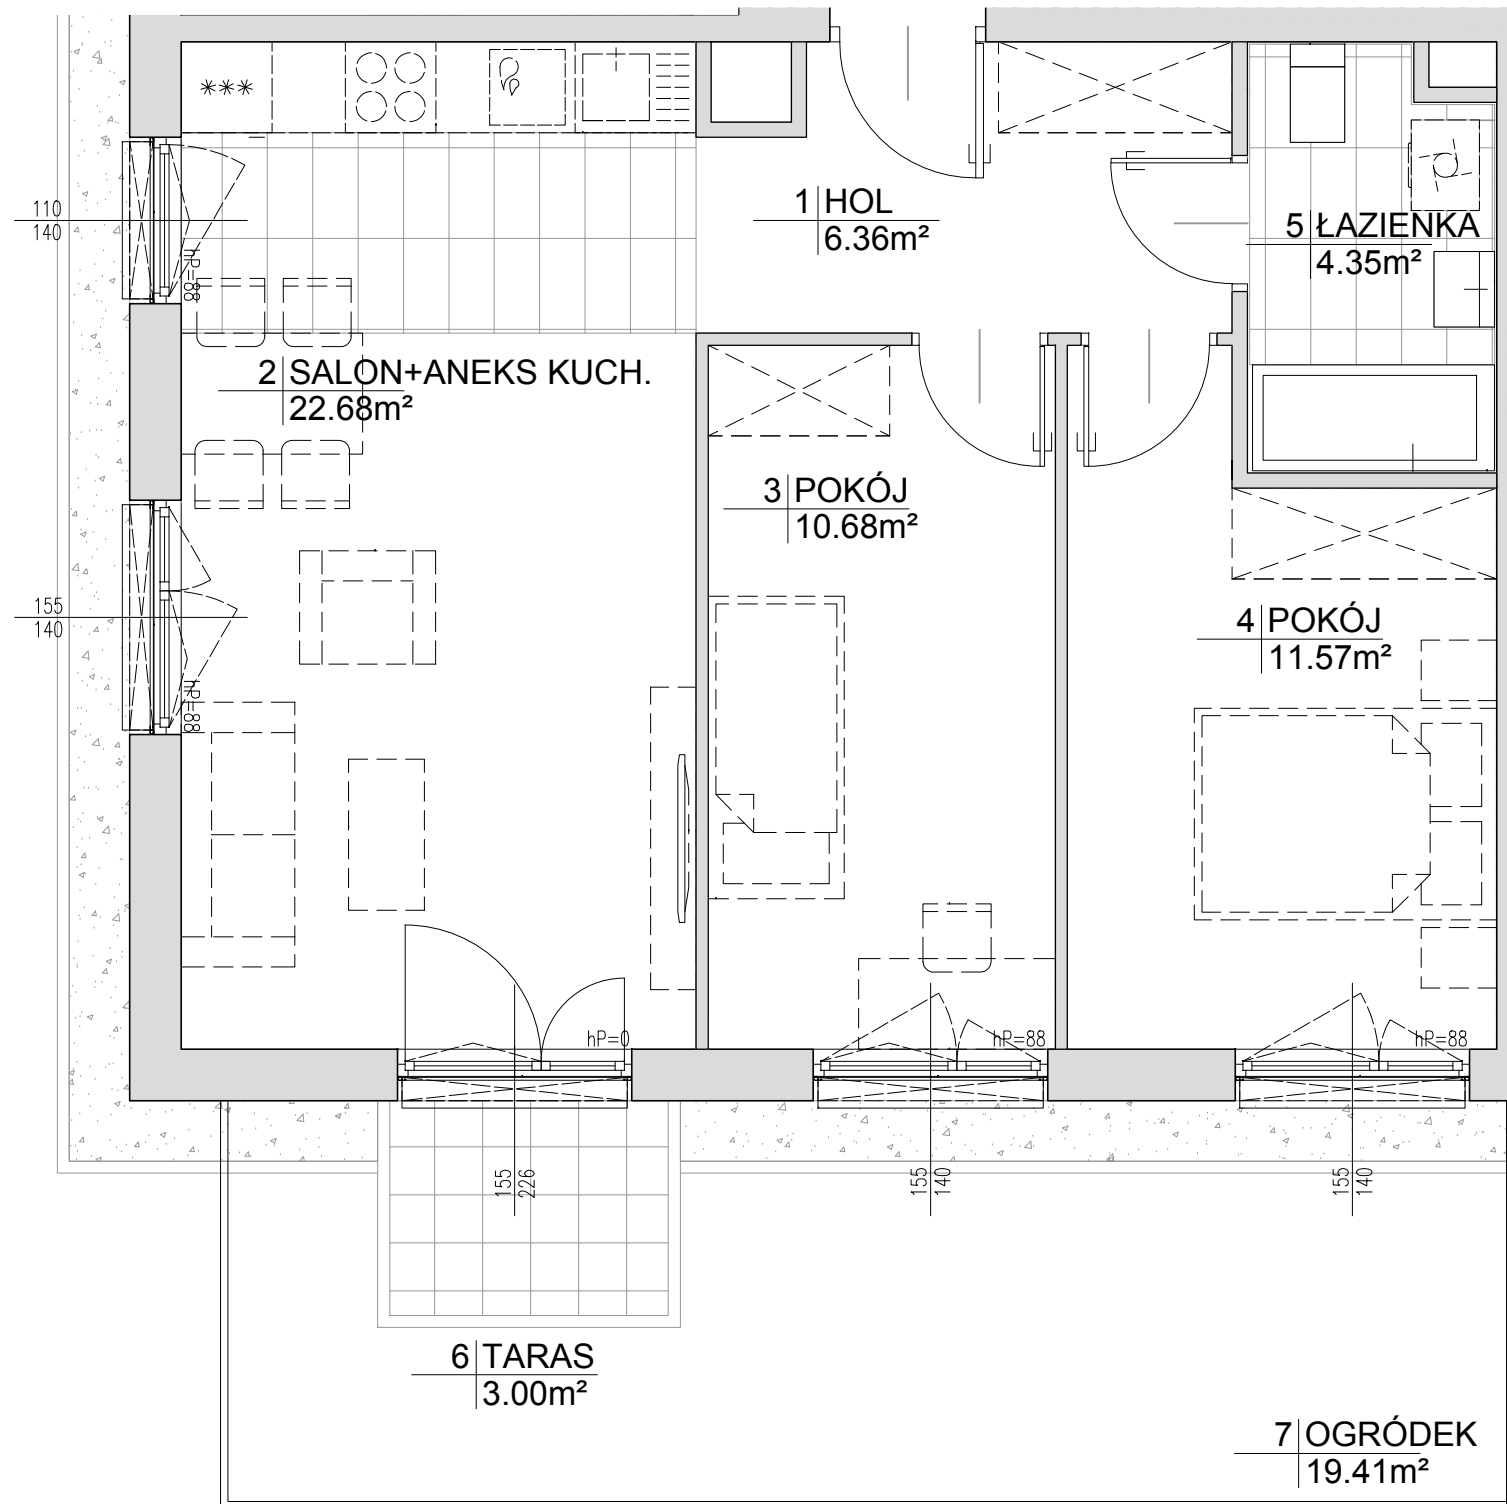 ***
1 HOL
6.36m²
5 ŁAZIENKA
4.35m²
110
140
hP=88
2 SALON+ANEKS KUCH.
22.68m²
3 POKÓJ
10.68m²
155
140
hP=88
4 POKÓJ
11.57m²
hP=0
hP=88
hP=88
155
226
155
140
155
140
6 TARAS
3.00m²
7 OGRÓDEK
19.41m²